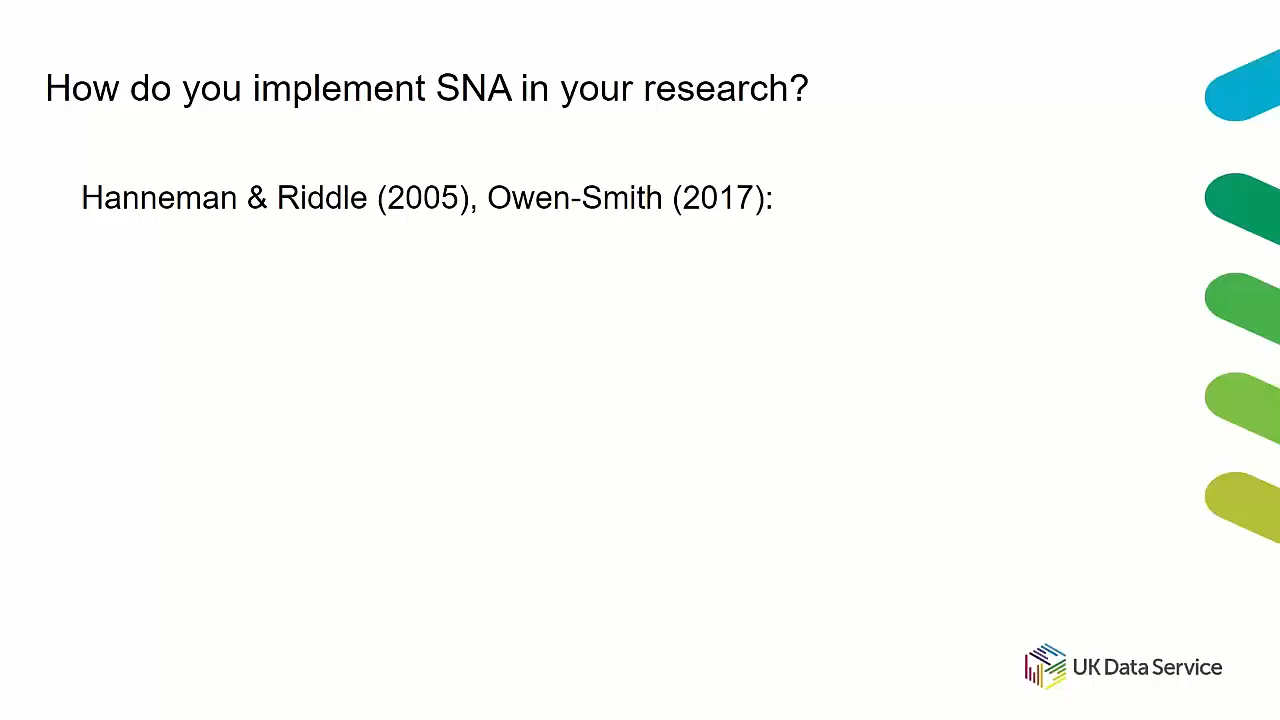 How do you implement SNA in your research?
Hanneman & Riddle (2005), Owen-Smith (2017):
UK Data Service